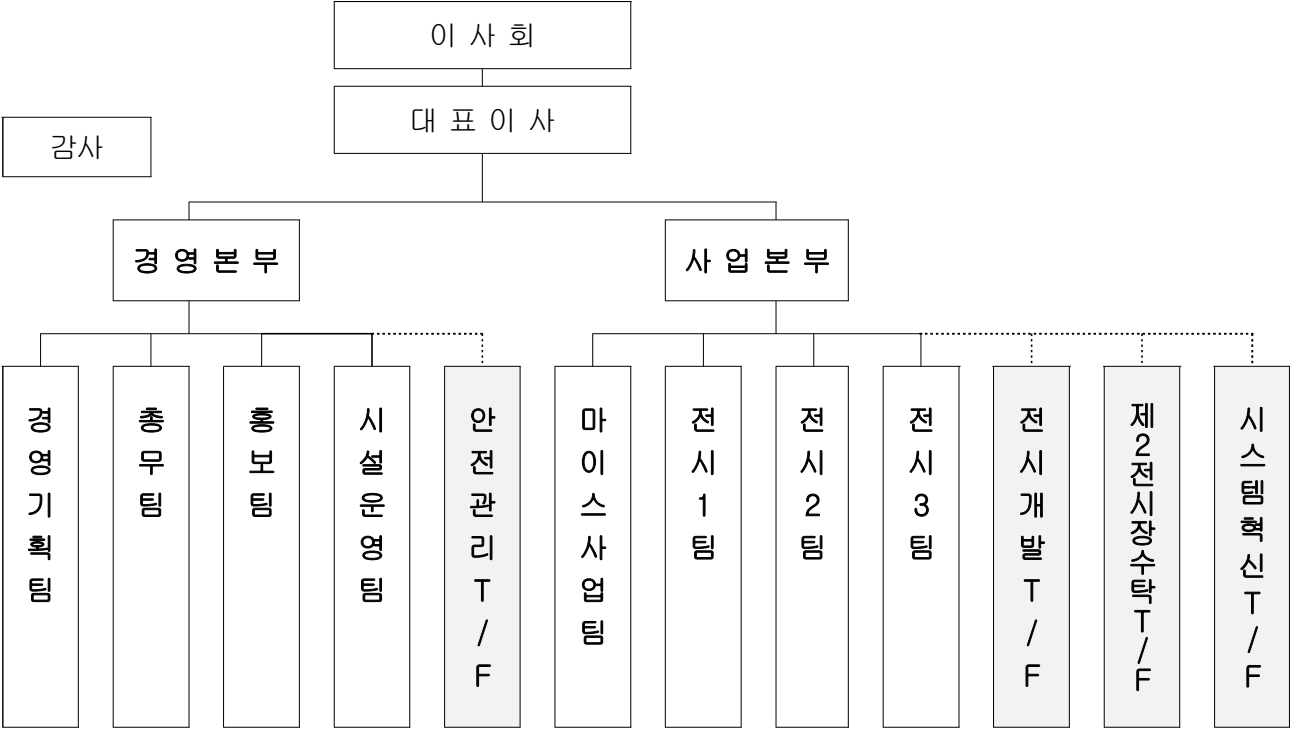 이 사 회
대 표 이 사
감사
경 영 본 부
사 업 본 부
경영기획팀
총무팀
홍보팀
시설운영팀
안전관리T/F
마이스사업팀
전시1팀
전시2팀
전시3팀
전시개발T/F
제2전시장수탁T/F
시스템혁신T/F